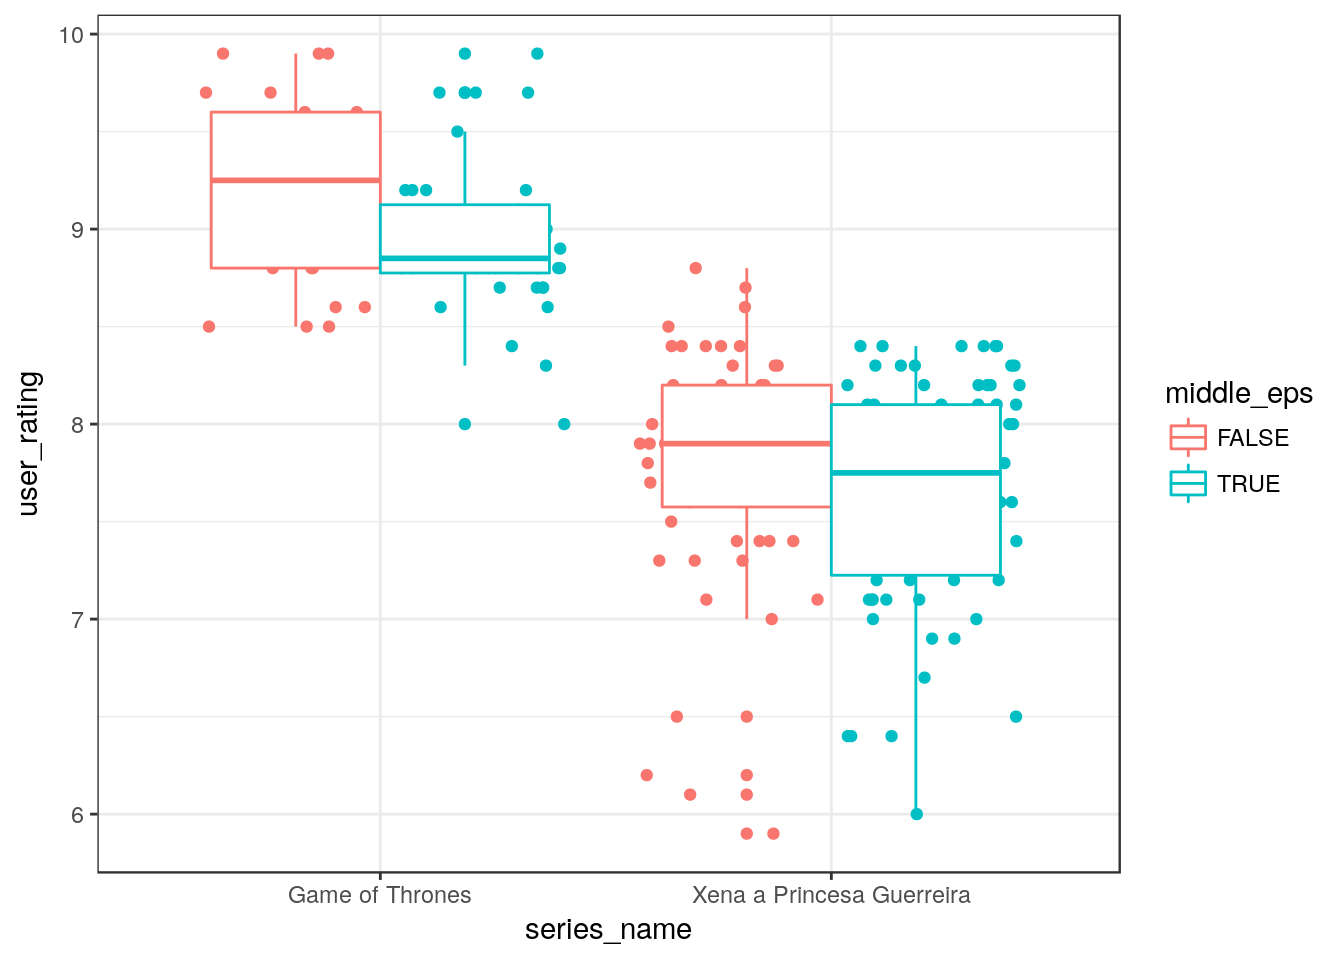 10
9
8
7
6
user_rating
Game of Thrones
Xena a Princesa Guerreira
series_name
middle_eps
FALSE
TRUE